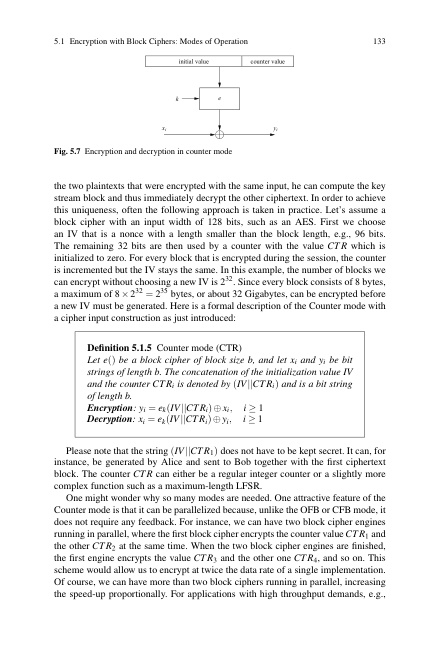 5.1 Encryption with Block Ciphers: Modes of Operation 133
initial value counter value
k e
x_i y_i
Fig. 5.7 Encryption and decryption in counter mode
the two plaintexts that were encrypted with the same input, he can compute the key
stream block and thus immediately decrypt the other ciphertext. In order to achieve
this uniqueness, often the following approach is taken in practice. Let's assume a
block cipher with an input width of 128 bits, such as an AES. First we choose
an IV that is a nonce with a length smaller than the block length, e.g., 96 bits.
The remaining 32 bits are then used by a counter with the value CTR which is
initialized to zero. For every block that is encrypted during the session, the counter
is incremented but the IV stays the same. In this example, the number of blocks we
can encrypt without choosing a new IV is 2^32. Since every block consists of 8 bytes,
a maximum of 8 × 2^32 = 2^35 bytes, or about 32 Gigabytes, can be encrypted before
a new IV must be generated. Here is a formal description of the Counter mode with
a cipher input construction as just introduced:
Definition 5.1.5 Counter mode (CTR)
Let e() be a block cipher of block size b, and let x_i and y_i be bit
strings of length b. The concatenation of the initialization value IV
and the counter CTR_i is denoted by (IV||CTR_i) and is a bit string
of length b.
Encryption: y_i = e_k(IV||CTR_i) ⊕ x_i, i ≥ 1
Decryption: x_i = e_k(IV||CTR_i) ⊕ y_i, i ≥ 1
Please note that the string (IV||CTR_1) does not have to be kept secret. It can, for
instance, be generated by Alice and sent to Bob together with the first ciphertext
block. The counter CTR can either be a regular integer counter or a slightly more
complex function such as a maximum-length LFSR.
One might wonder why so many modes are needed. One attractive feature of the
Counter mode is that it can be parallelized because, unlike the OFB or CFB mode, it
does not require any feedback. For instance, we can have two block cipher engines
running in parallel, where the first block cipher encrypts the counter value CTR_1 and
the other CTR_2 at the same time. When the two block cipher engines are finished,
the first engine encrypts the value CTR_3 and the other one CTR_4, and so on. This
scheme would allow us to encrypt at twice the data rate of a single implementation.
Of course, we can have more than two block ciphers running in parallel, increasing
the speed-up proportionally. For applications with high throughput demands, e.g.,